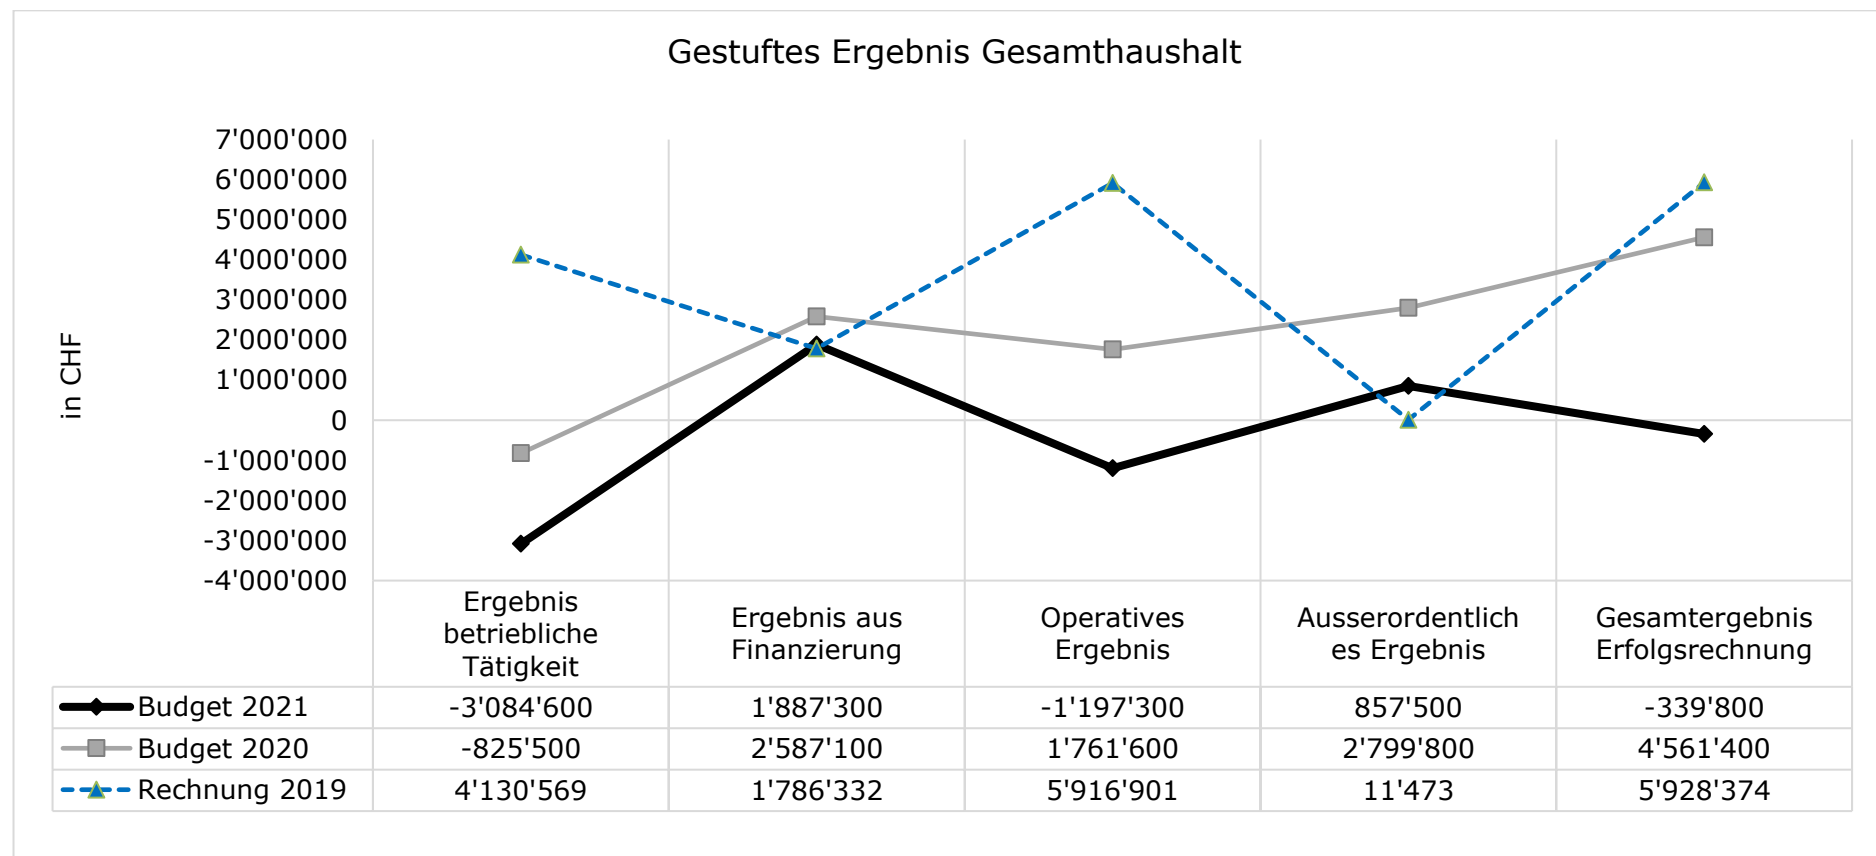 Gestuftes Ergebnis Gesamthaushalt
in CHF
7'000'000
6'000'000
5'000'000
4'000'000
3'000'000
2'000'000
1'000'000
0
-1'000'000
-2'000'000
-3'000'000
-4'000'000
Ergebnis
betriebliche
Tätigkeit
Ergebnis aus
Finanzierung
Operatives
Ergebnis
Ausserordentlich
es Ergebnis
Gesamtergebnis
Erfolgsrechnung
Budget 2021 -3'084'600 1'887'300 -1'197'300 857'500 -339'800
Budget 2020 -825'500 2'587'100 1'761'600 2'799'800 4'561'400
Rechnung 2019 4'130'569 1'786'332 5'916'901 11'473 5'928'374